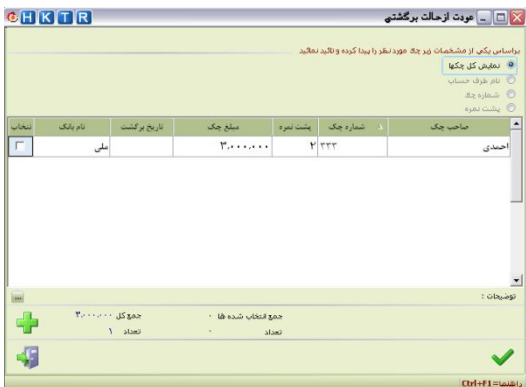 عودت ازحالت برگشتی
C H K T R
براساس یکی از مشخصات زیر چک مورد نظر را پیدا کرده و تائید نمائید
نمایش کل چکها
نام طرف حساب
شماره چک
پشت نمره
صاحب چک د شماره چک پشت نمره مبلغ چک تاریخ برگشت نام بانک انتخاب
احمدی ۳۳۳ ۲ ۳,۰۰۰,۰۰۰ ملی
توضیحات :
جمع انتخاب شده ها ۰ جمع کل ۳,۰۰۰,۰۰۰
تعداد ۰ تعداد ۱
راهنما=Ctrl+F1